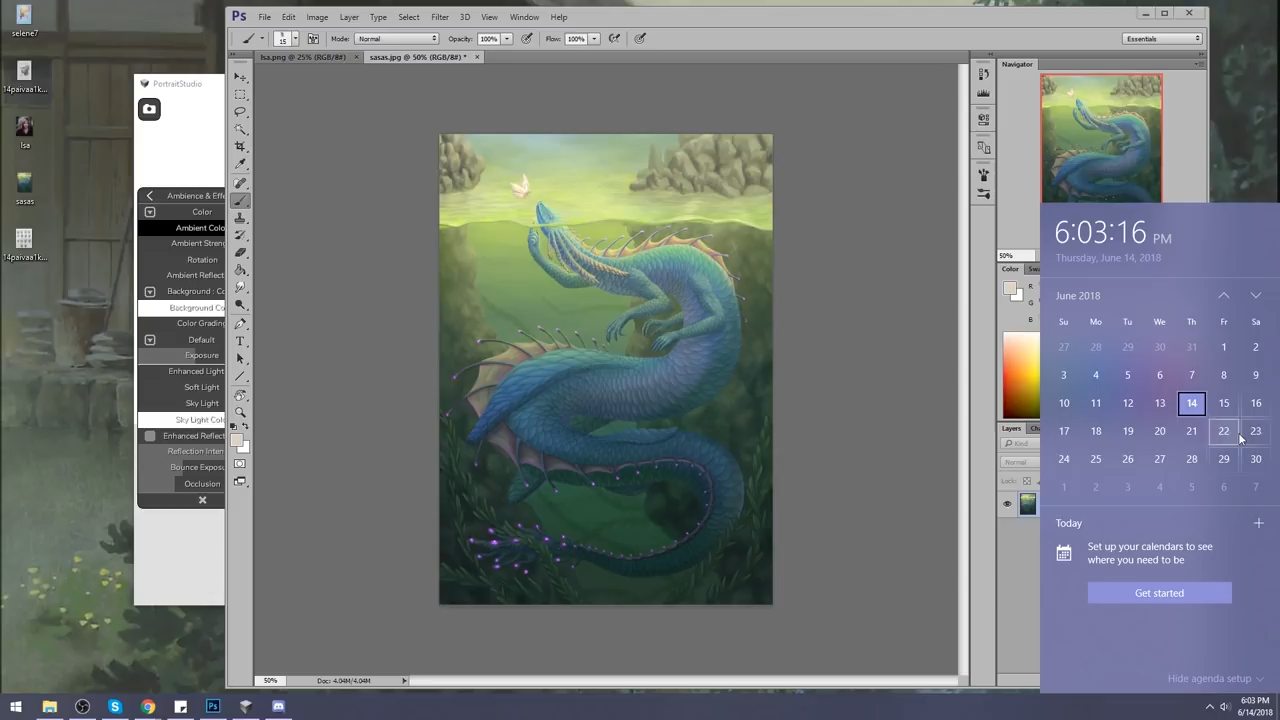 selene7
14paivaa1k...
Isa
sasas
14paivaa1k...
PortraitStudio
Ambience & Effe
Color
Ambient Colo
Ambient Streng
Rotation
Ambient Reflect
Background : Co
Background Co
Color Grading
Default
Exposure
Enhanced Light
Soft Light
Sky Light
Sky Light Colo
Enhanced Reflect
Reflection Inten
Bounce Exposu
Occlusion
Ps
File
Edit
Image
Layer
Type
Select
Filter
3D
View
Window
Help
15
Mode:
Normal
Opacity:
100%
Flow:
100%
Essentials
Isa.png @ 25% (RGB/8#)
sasas.jpg @ 50% (RGB/8#) *
50%
Doc: 4.04M/4.04M
Navigator
50%
Color
Swa
R
G
B
Layers
Cha
Kind
Normal
Lock:
6:03:16 PM
Thursday, June 14, 2018
June 2018
Su Mo Tu We Th Fr Sa
27 28 29 30 31 1 2
3 4 5 6 7 8 9
10 11 12 13 14 15 16
17 18 19 20 21 22 23
24 25 26 27 28 29 30
1 2 3 4 5 6 7
Today
Set up your calendars to see
where you need to be
Get started
Hide agenda setup
Ps
6:03 PM
6/14/2018